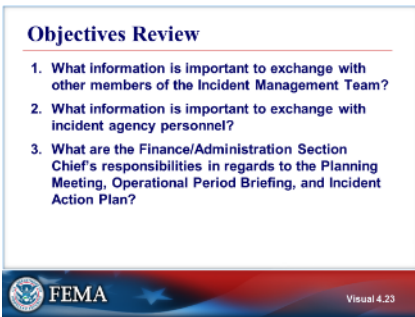 Objectives Review
1. What information is important to exchange with
other members of the Incident Management Team?
2. What information is important to exchange with
incident agency personnel?
3. What are the Finance/Administration Section
Chief's responsibilities in regards to the Planning
Meeting, Operational Period Briefing, and Incident
Action Plan?
FEMA
Visual 4.23